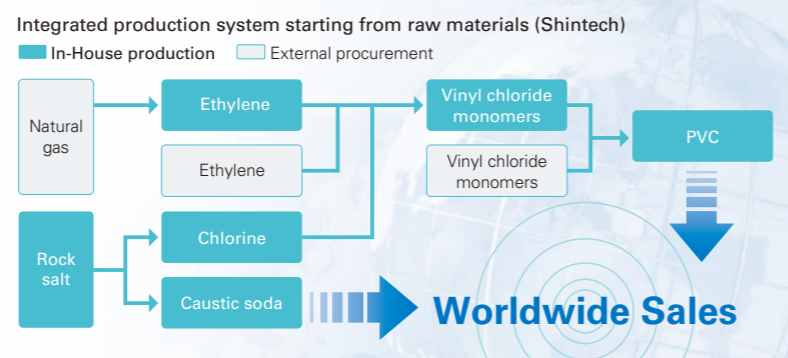 Integrated production system starting from raw materials (Shintech)
In-House production
External procurement
Natural
gas
Ethylene
Ethylene
Vinyl chloride
monomers
Vinyl chloride
monomers
PVC
Rock
salt
Chlorine
Caustic soda
Worldwide Sales